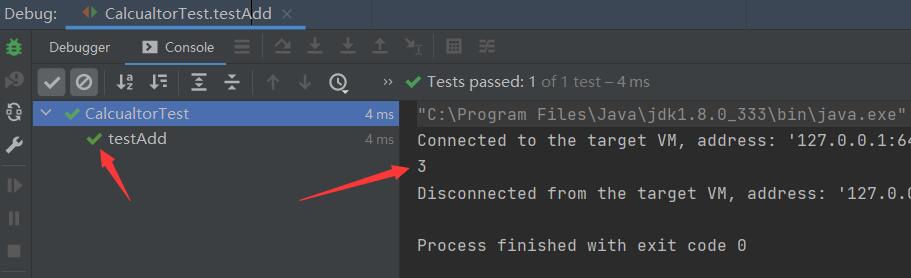 Debug: CalcualtorTest.testAdd
Debugger Console
Tests passed: 1 of 1 test – 4 ms
CalcualtorTest 4 ms
testAdd 4 ms
"C:\Program Files\Java\jdk1.8.0_333\bin\java.exe"
Connected to the target VM, address: '127.0.0.1:64
3
Disconnected from the target VM, address: '127.0.0
Process finished with exit code 0